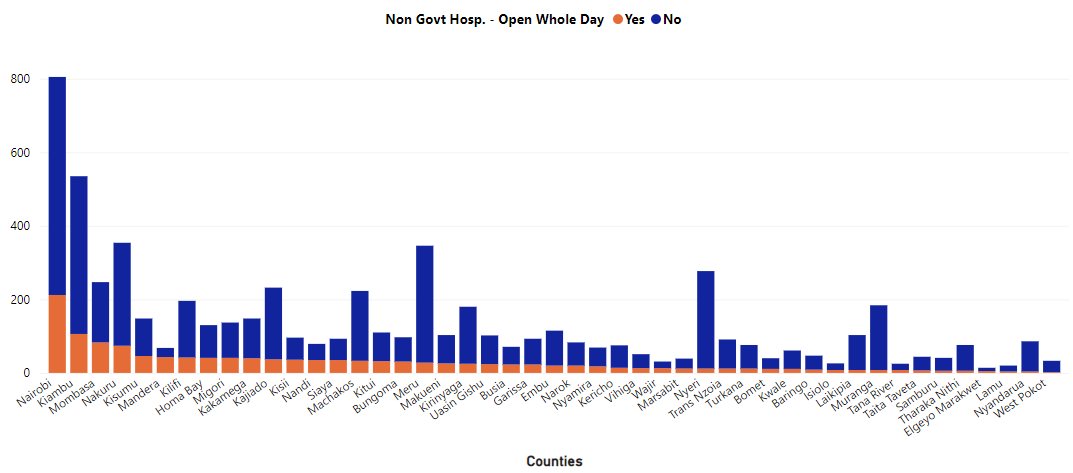 Non Govt Hosp. - Open Whole Day Yes No
800
600
400
200
0
Nairobi
Kiambu
Mombasa
Nakuru
Kisumu
Mandera
Kilifi
Homa Bay
Migori
Kakamega
Kajiado
Kisii
Nandi
Siaya
Machakos
Kitui
Bungoma
Meru
Makueni
Kirinyaga
Uasin Gishu
Busia
Garissa
Embu
Narok
Nyamira
Kericho
Vihiga
Wajir
Marsabit
Nyeri
Trans Nzoia
Turkana
Bomet
Kwale
Baringo
Isiolo
Laikipia
Muranga
Tana River
Taita Taveta
Samburu
Tharaka Nithi
Elgeyo Marakwet
Lamu
Nyandarua
West Pokot
Counties